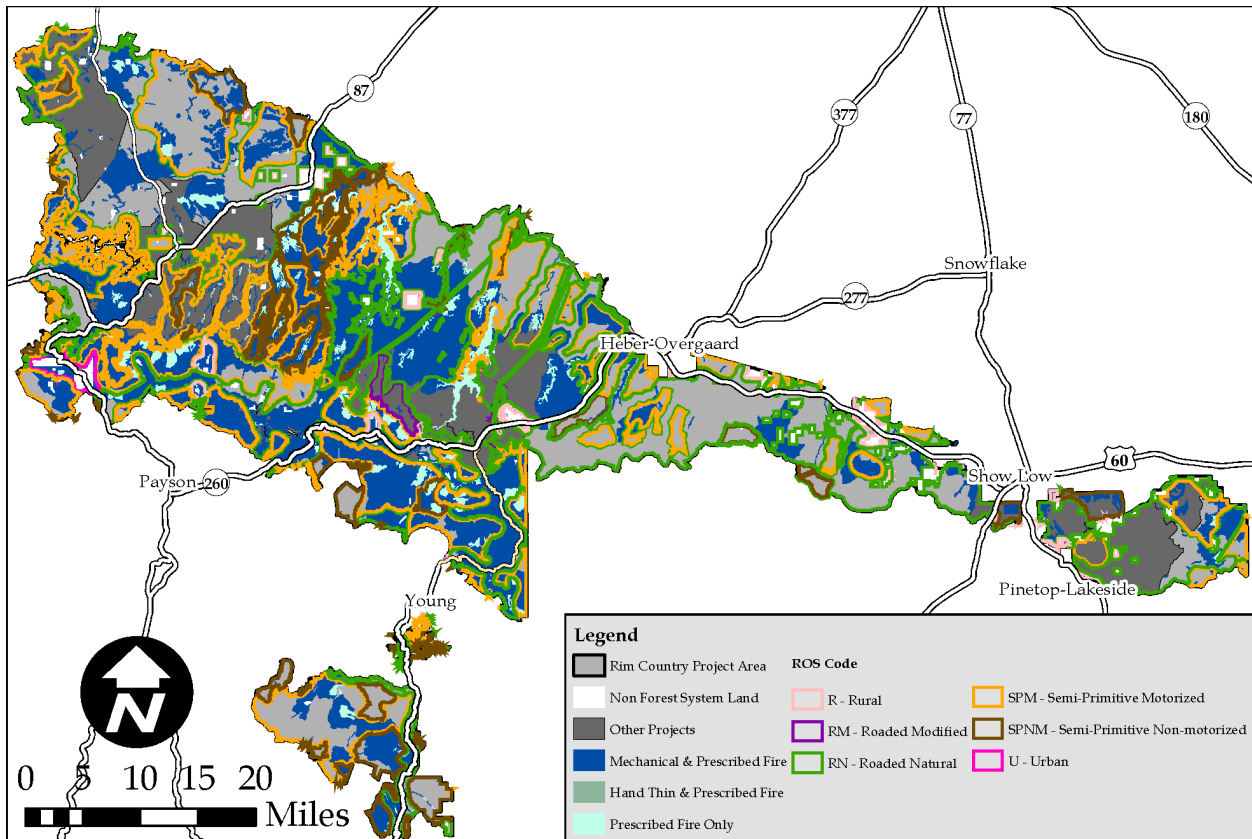 87
377
77
180
Snowflake
277
Heber-Overgaard
60
Show Low
Payson
260
Pinetop-Lakeside
Young
N
0 5 10 15 20
Miles
Legend
Rim Country Project Area
Non Forest System Land
Other Projects
Mechanical & Prescribed Fire
Hand Thin & Prescribed Fire
Prescribed Fire Only
ROS Code
R - Rural
RM - Roaded Modified
RN - Roaded Natural
SPM - Semi-Primitive Motorized
SPNM - Semi-Primitive Non-motorized
U - Urban